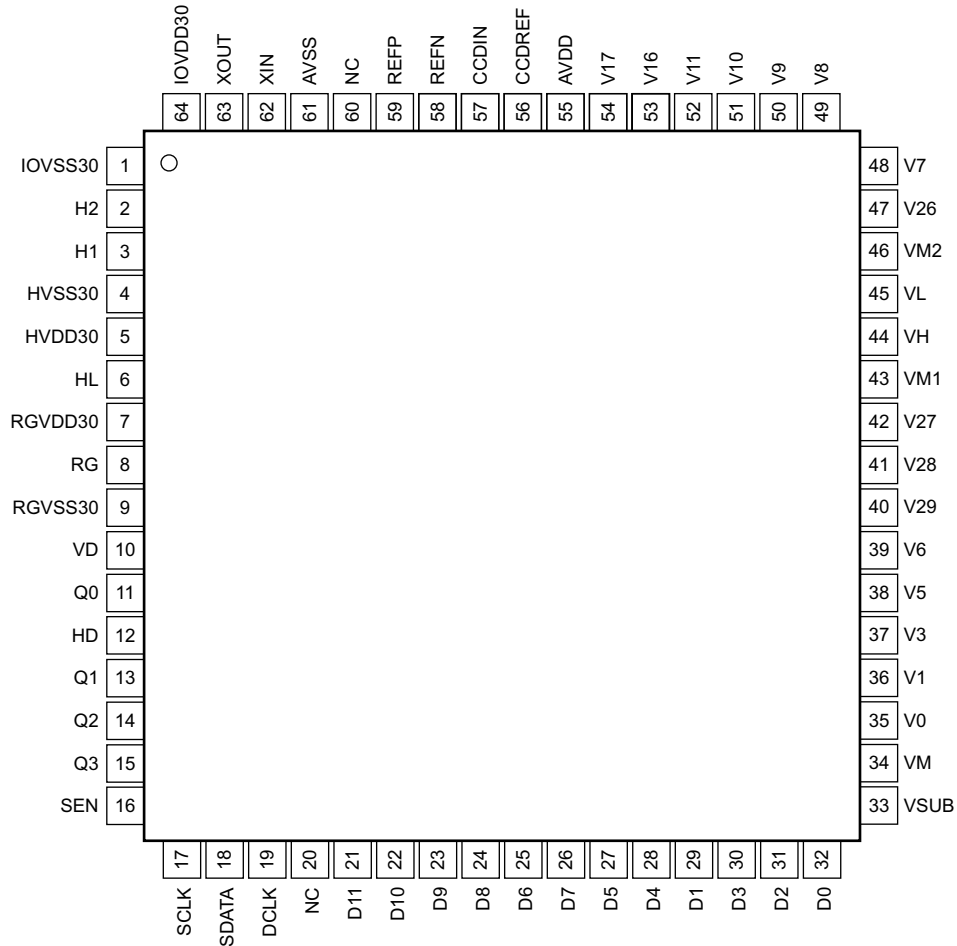 IOVDD30 XOUT XIN AVSS NC REFP REFN CCDIN CCDREF AVDD V17 V16 V11 V10 V9 V8
64 63 62 61 60 59 58 57 56 55 54 53 52 51 50 49
IOVSS30 1 48 V7
H2 2 47 V26
H1 3 46 VM2
HVSS30 4 45 VL
HVDD30 5 44 VH
HL 6 43 VM1
RGVDD30 7 42 V27
RG 8 41 V28
RGVSS30 9 40 V29
VD 10 39 V6
Q0 11 38 V5
HD 12 37 V3
Q1 13 36 V1
Q2 14 35 V0
Q3 15 34 VM
SEN 16 33 VSUB
17 18 19 20 21 22 23 24 25 26 27 28 29 30 31 32
SCLK SDATA DCLK NC D11 D10 D9 D8 D6 D7 D5 D4 D1 D3 D2 D0